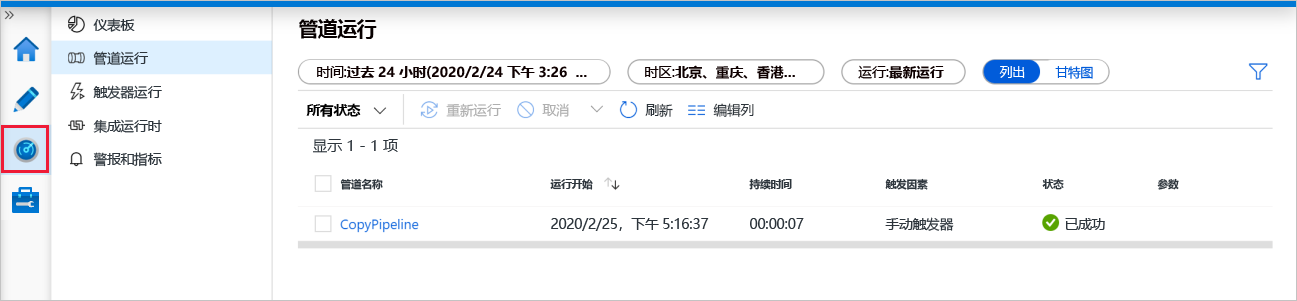 仪表板
管道运行
触发器运行
集成运行时
警报和指标
管道运行
时间:过去 24 小时(2020/2/24 下午 3:26 ... 时区:北京、重庆、香港... 运行:最新运行 列出 甘特图
所有状态 重新运行 取消 刷新 编辑列
显示 1 - 1 项
管道名称 运行开始 持续时间 触发因素 状态 参数
CopyPipeline 2020/2/25，下午 5:16:37 00:00:07 手动触发器 已成功